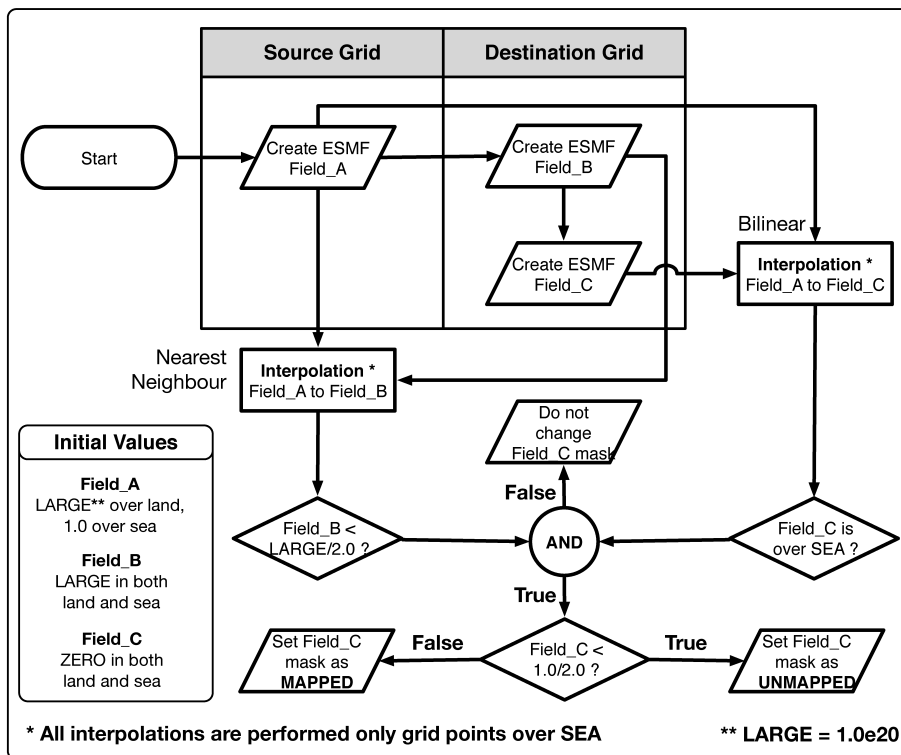 Source Grid
Destination Grid
Start
Create ESMF
Field_A
Create ESMF
Field_B
Create ESMF
Field_C
Bilinear
Interpolation *
Field_A to Field_C
Nearest
Neighbour
Interpolation *
Field_A to Field_B
Do not
change
Field_C mask
False
Initial Values
Field_A
LARGE** over land,
1.0 over sea
Field_B
LARGE in both
land and sea
Field_C
ZERO in both
land and sea
Field_B <
LARGE/2.0 ?
AND
Field_C is
over SEA ?
True
Set Field_C
mask as
MAPPED
False
Field_C <
1.0/2.0 ?
True
Set Field_C
mask as
UNMAPPED
* All interpolations are performed only grid points over SEA
** LARGE = 1.0e20